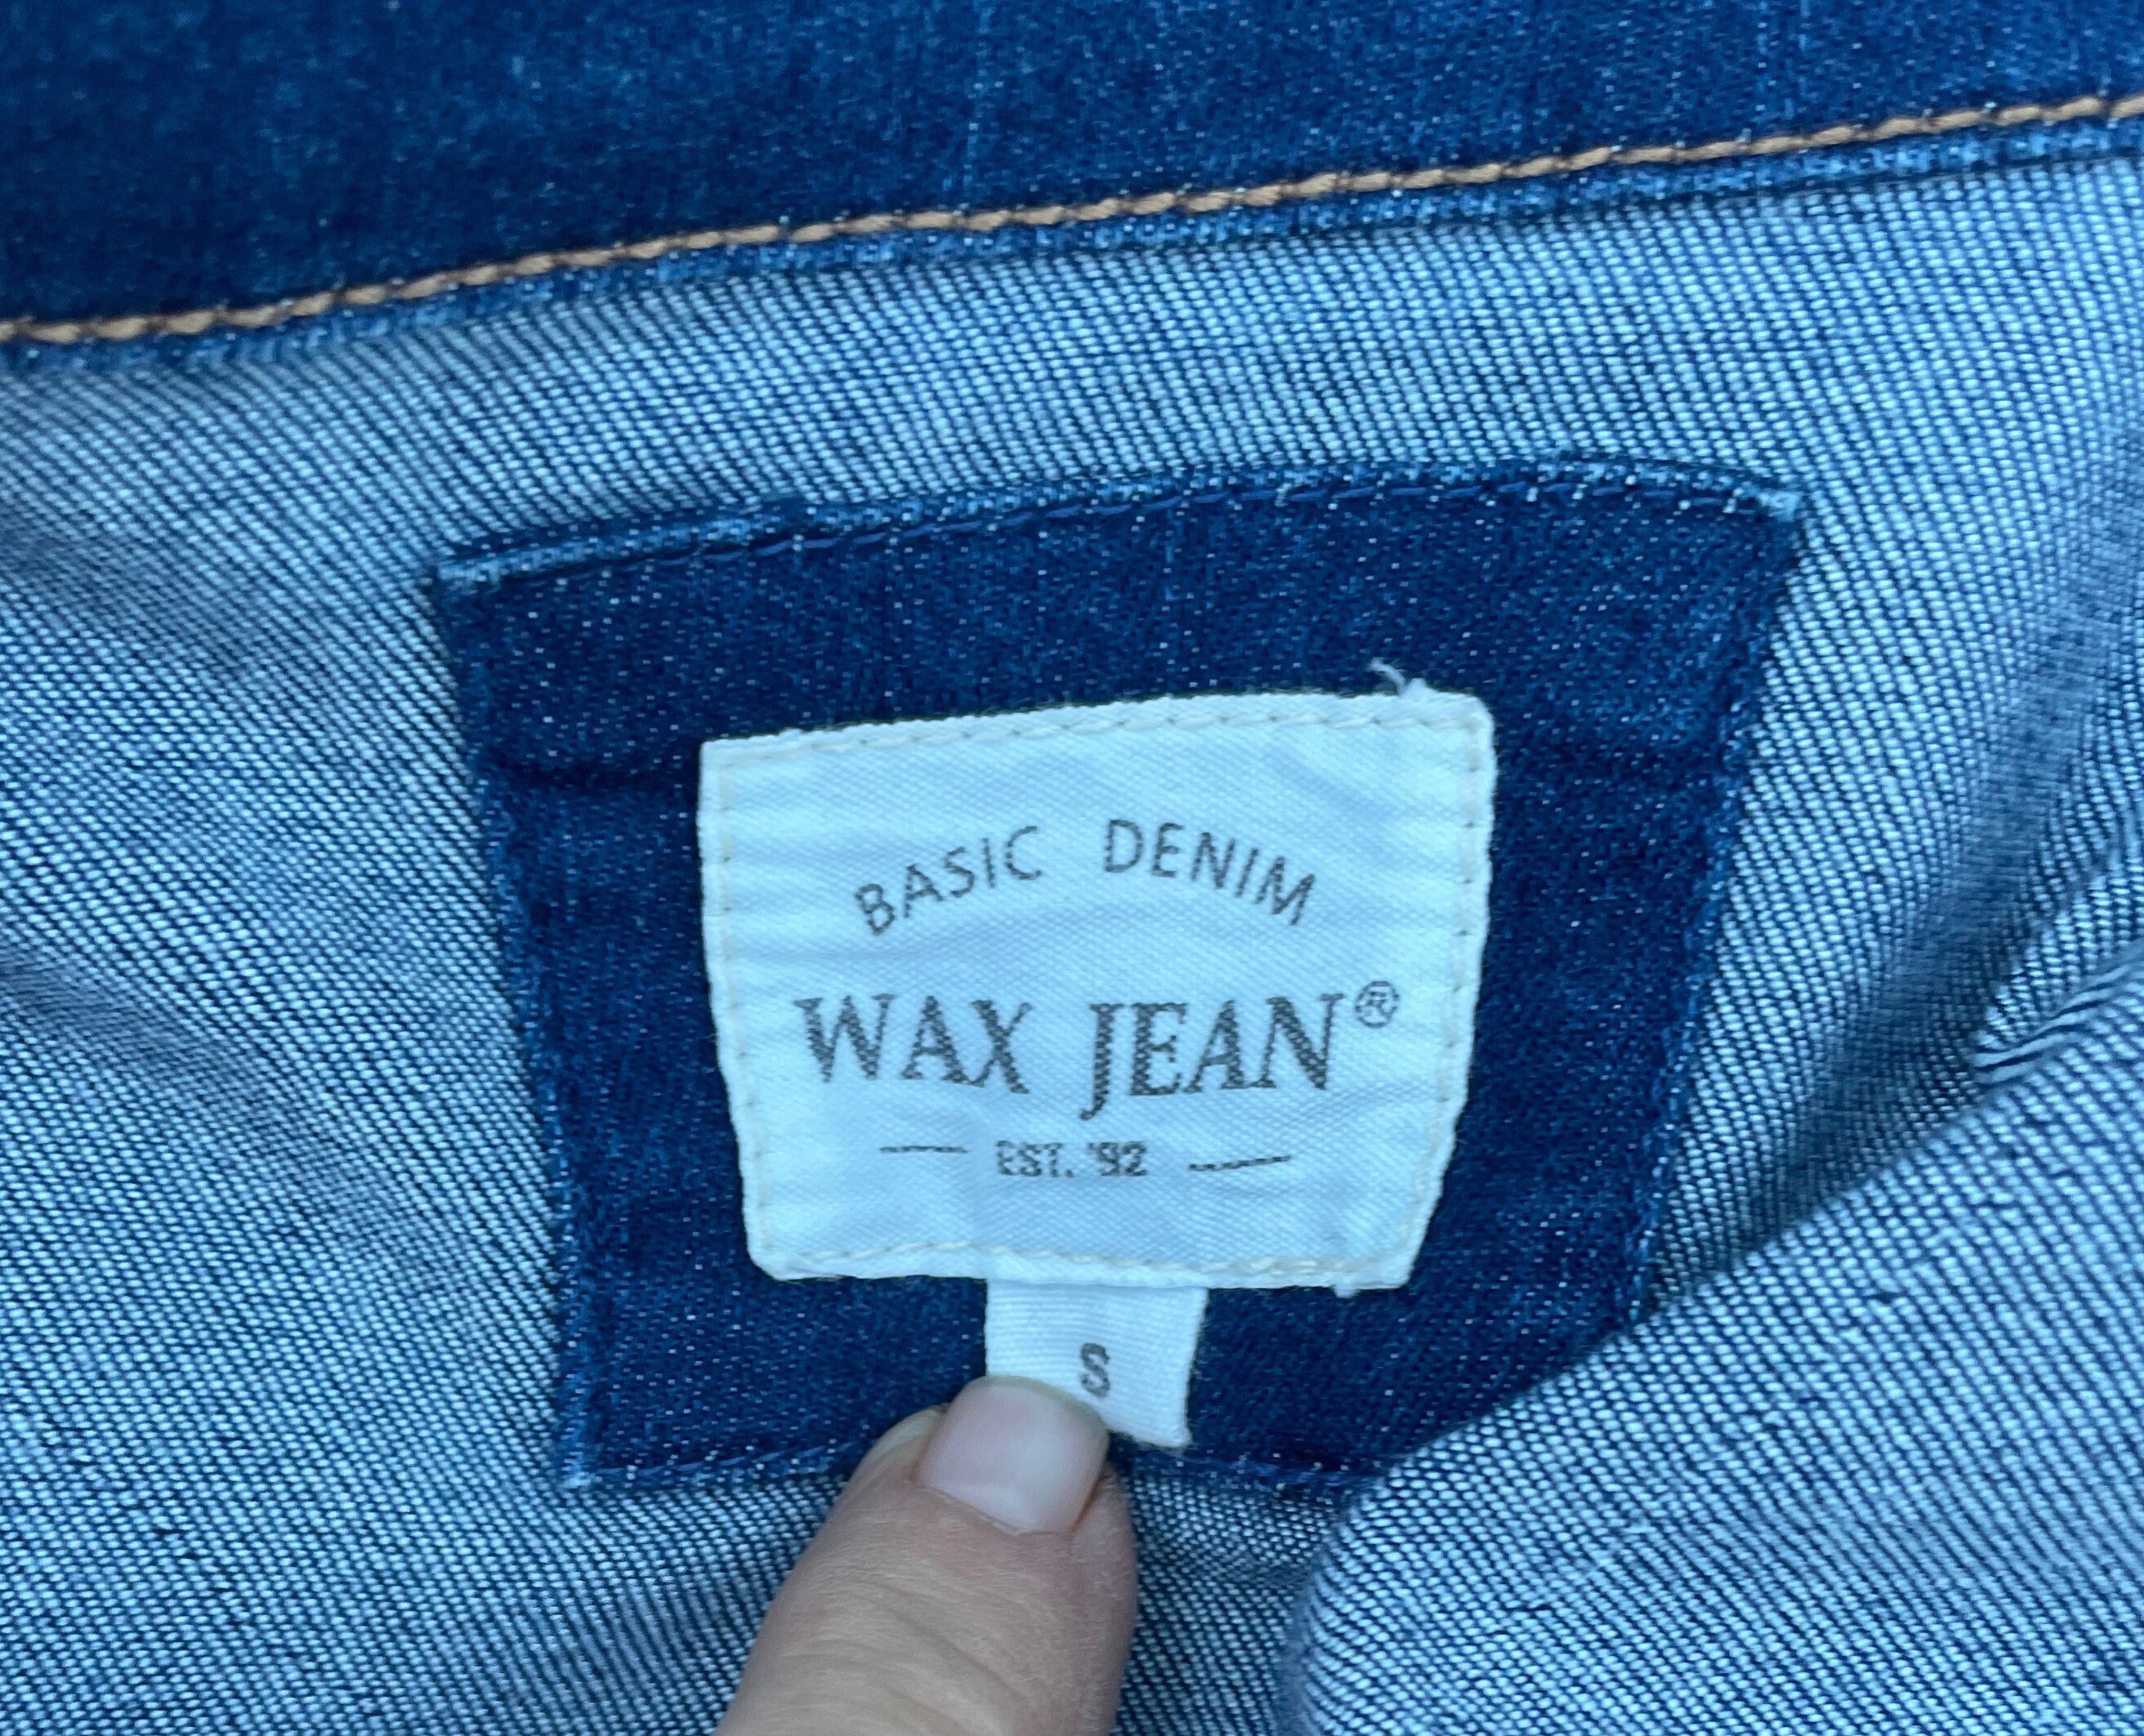 BASIC DENIM
WAX JEAN®
EST. '92
S